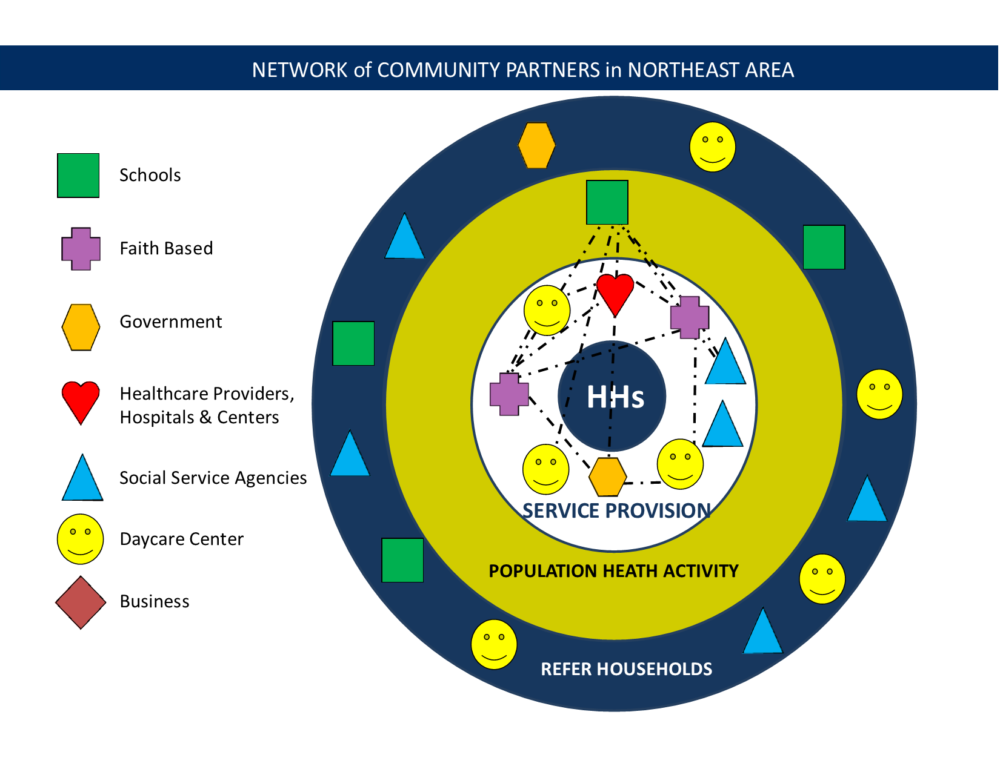 NETWORK of COMMUNITY PARTNERS in NORTHEAST AREA
Schools
Faith Based
Government
Healthcare Providers,
Hospitals & Centers
Social Service Agencies
Daycare Center
Business
HHs
SERVICE PROVISION
POPULATION HEATH ACTIVITY
REFER HOUSEHOLDS